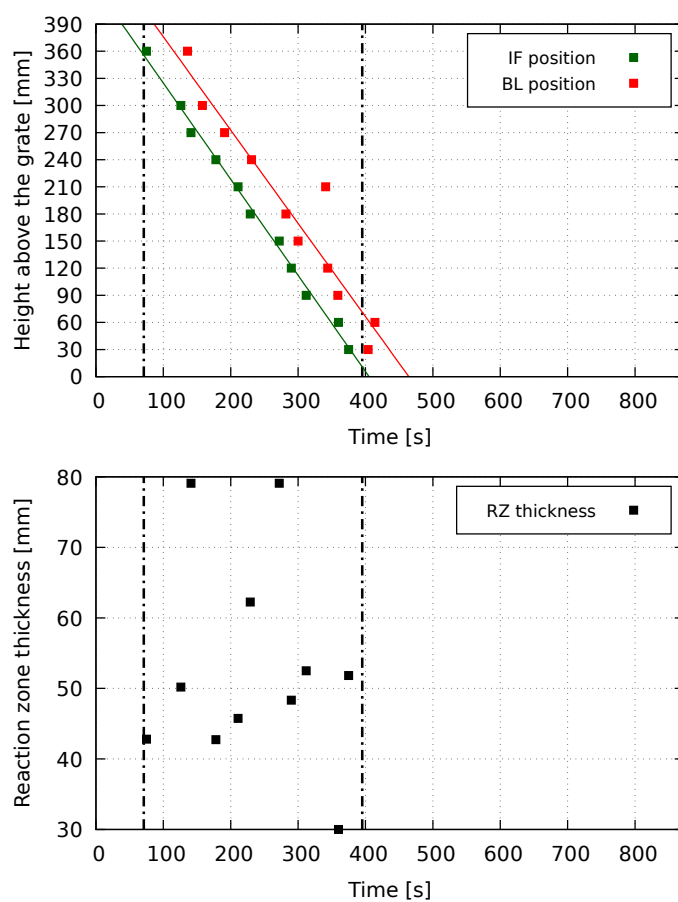 Height above the grate [mm]
390
360
330
300
270
240
210
180
150
120
90
60
30
0
IF position
BL position
0 100 200 300 400 500 600 700 800
Time [s]
Reaction zone thickness [mm]
80
70
60
50
40
30
RZ thickness
0 100 200 300 400 500 600 700 800
Time [s]